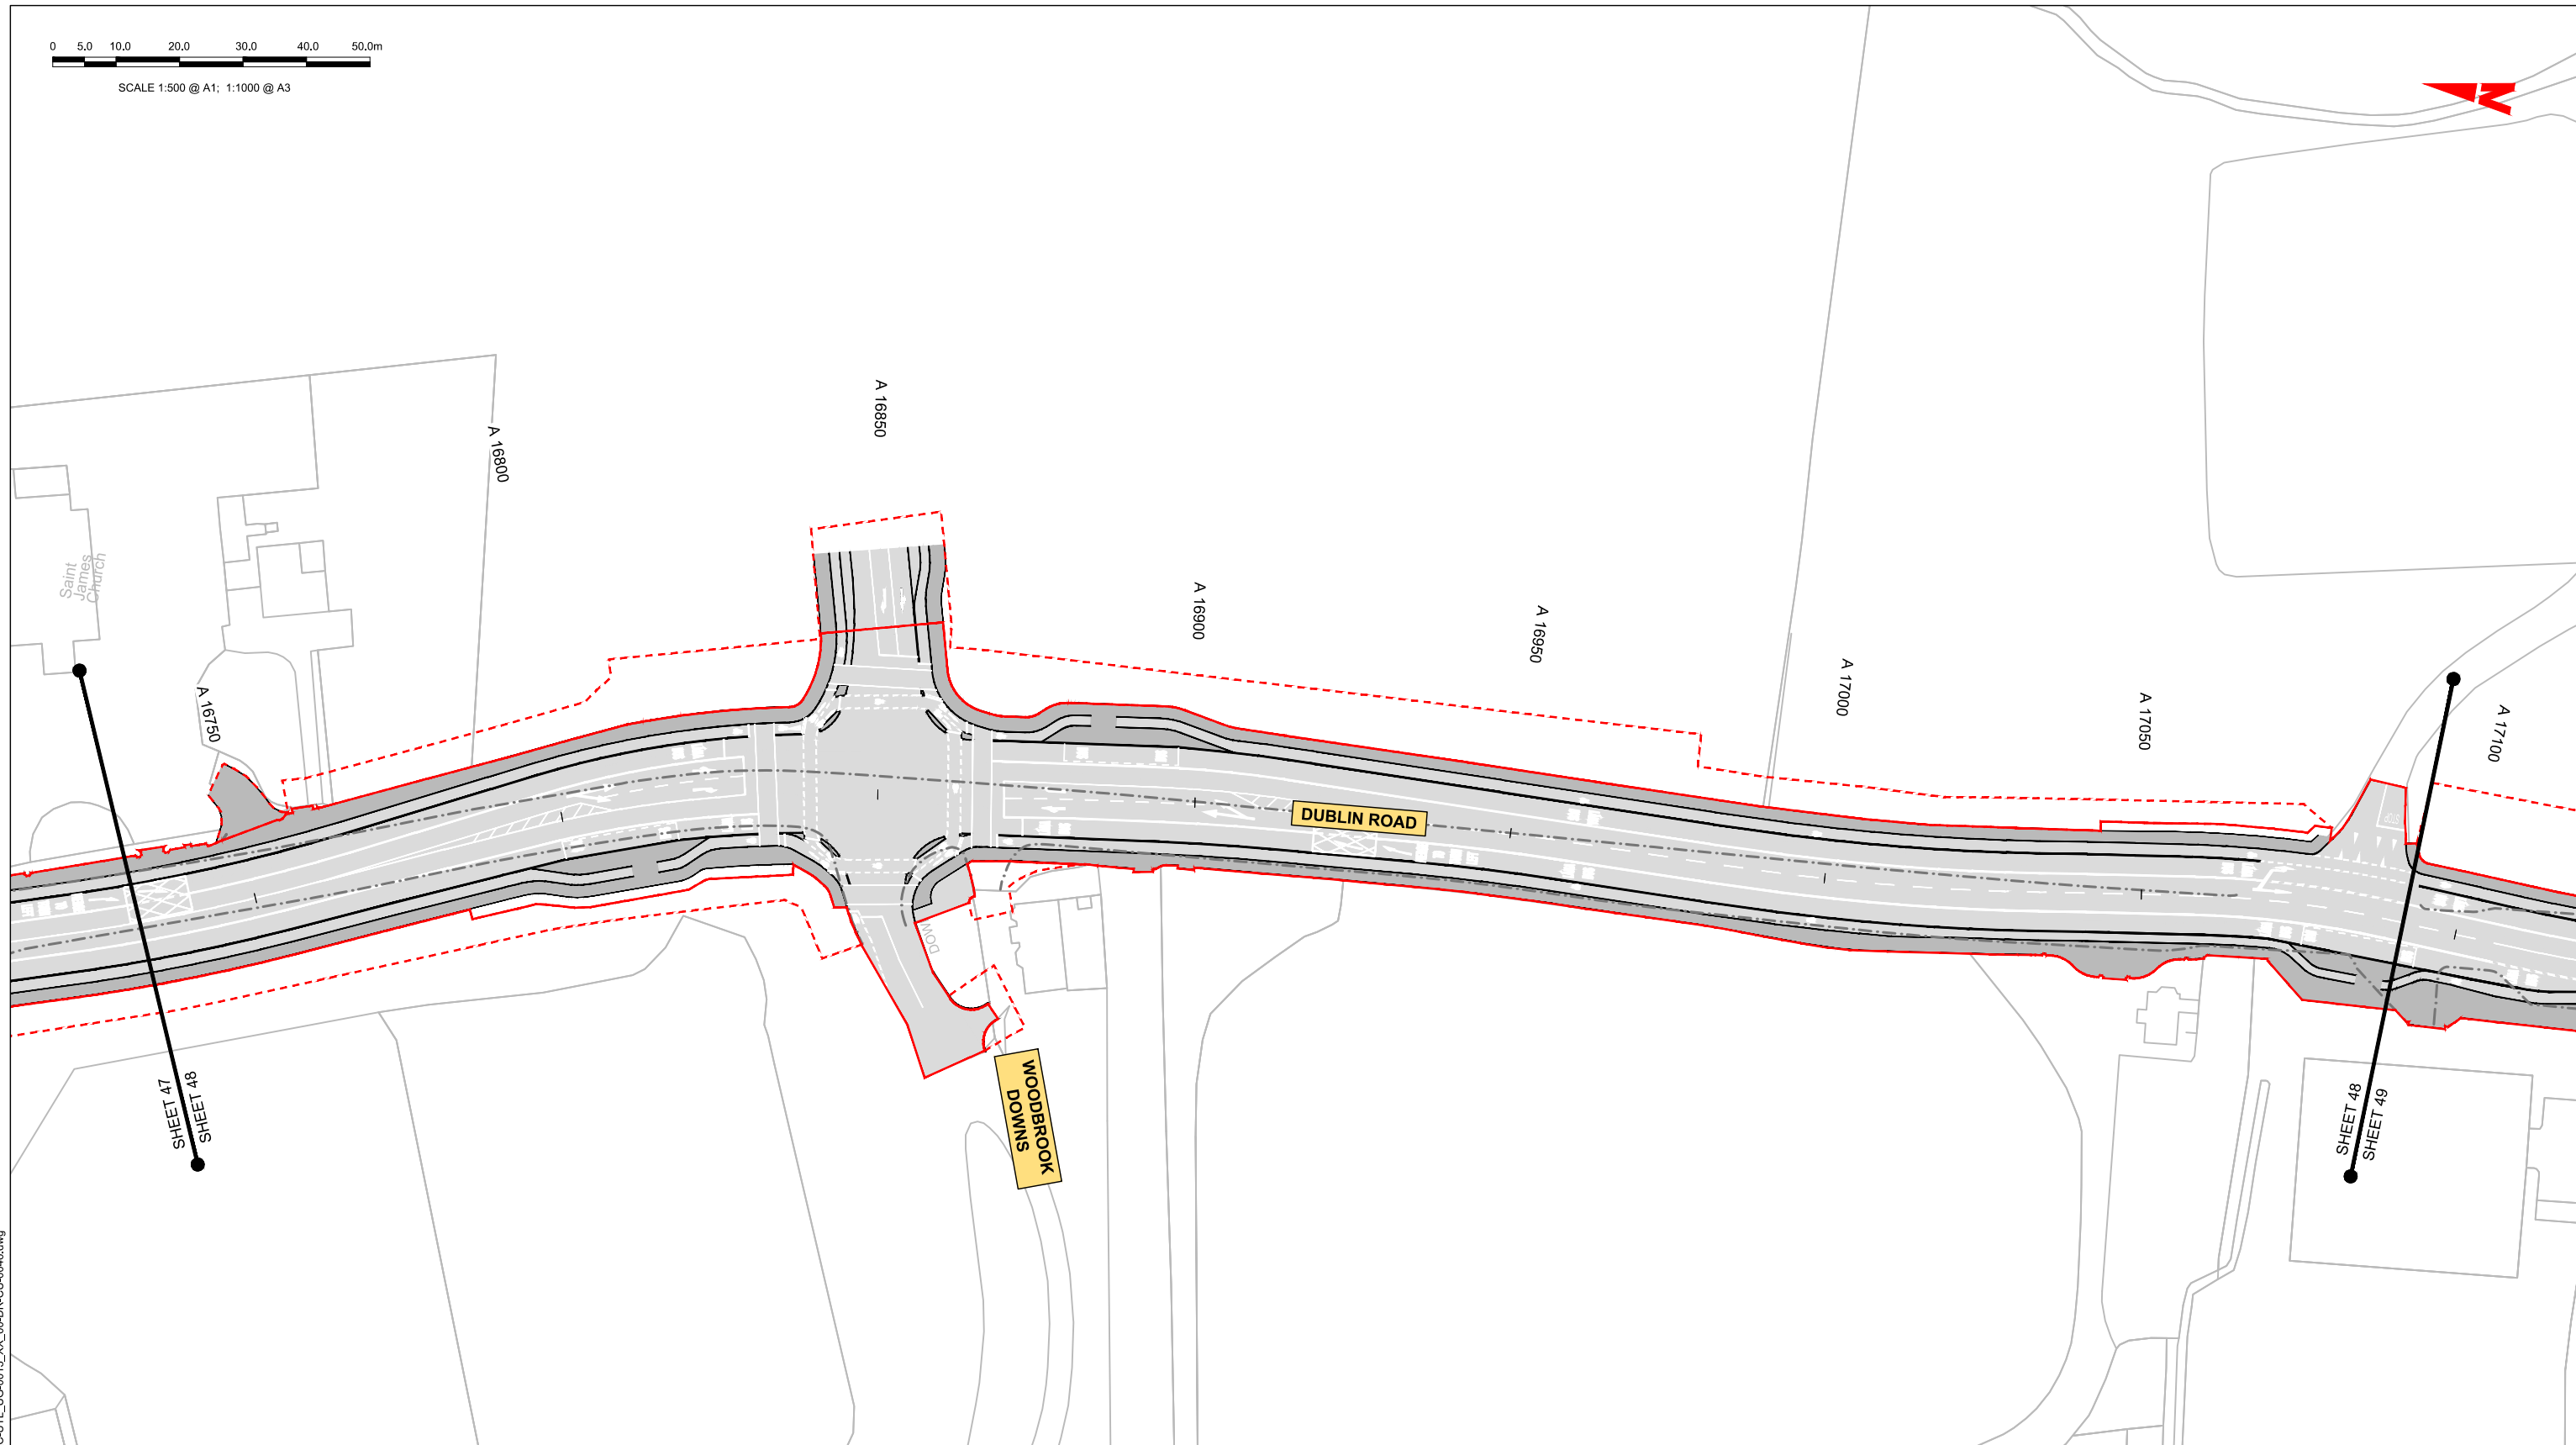 0 5.0 10.0 20.0 30.0 40.0 50.0m
SCALE 1:500 @ A1; 1:1000 @ A3
N
A 16850
A 16800
Saint
James
Church
A 16900
A 16950
A 17000
A 16750
A 17050
A 17100
DUBLIN ROAD
STOP
DOW
WOODBROOK
DOWNS
SHEET 47
SHEET 48
SHEET 48
SHEET 49